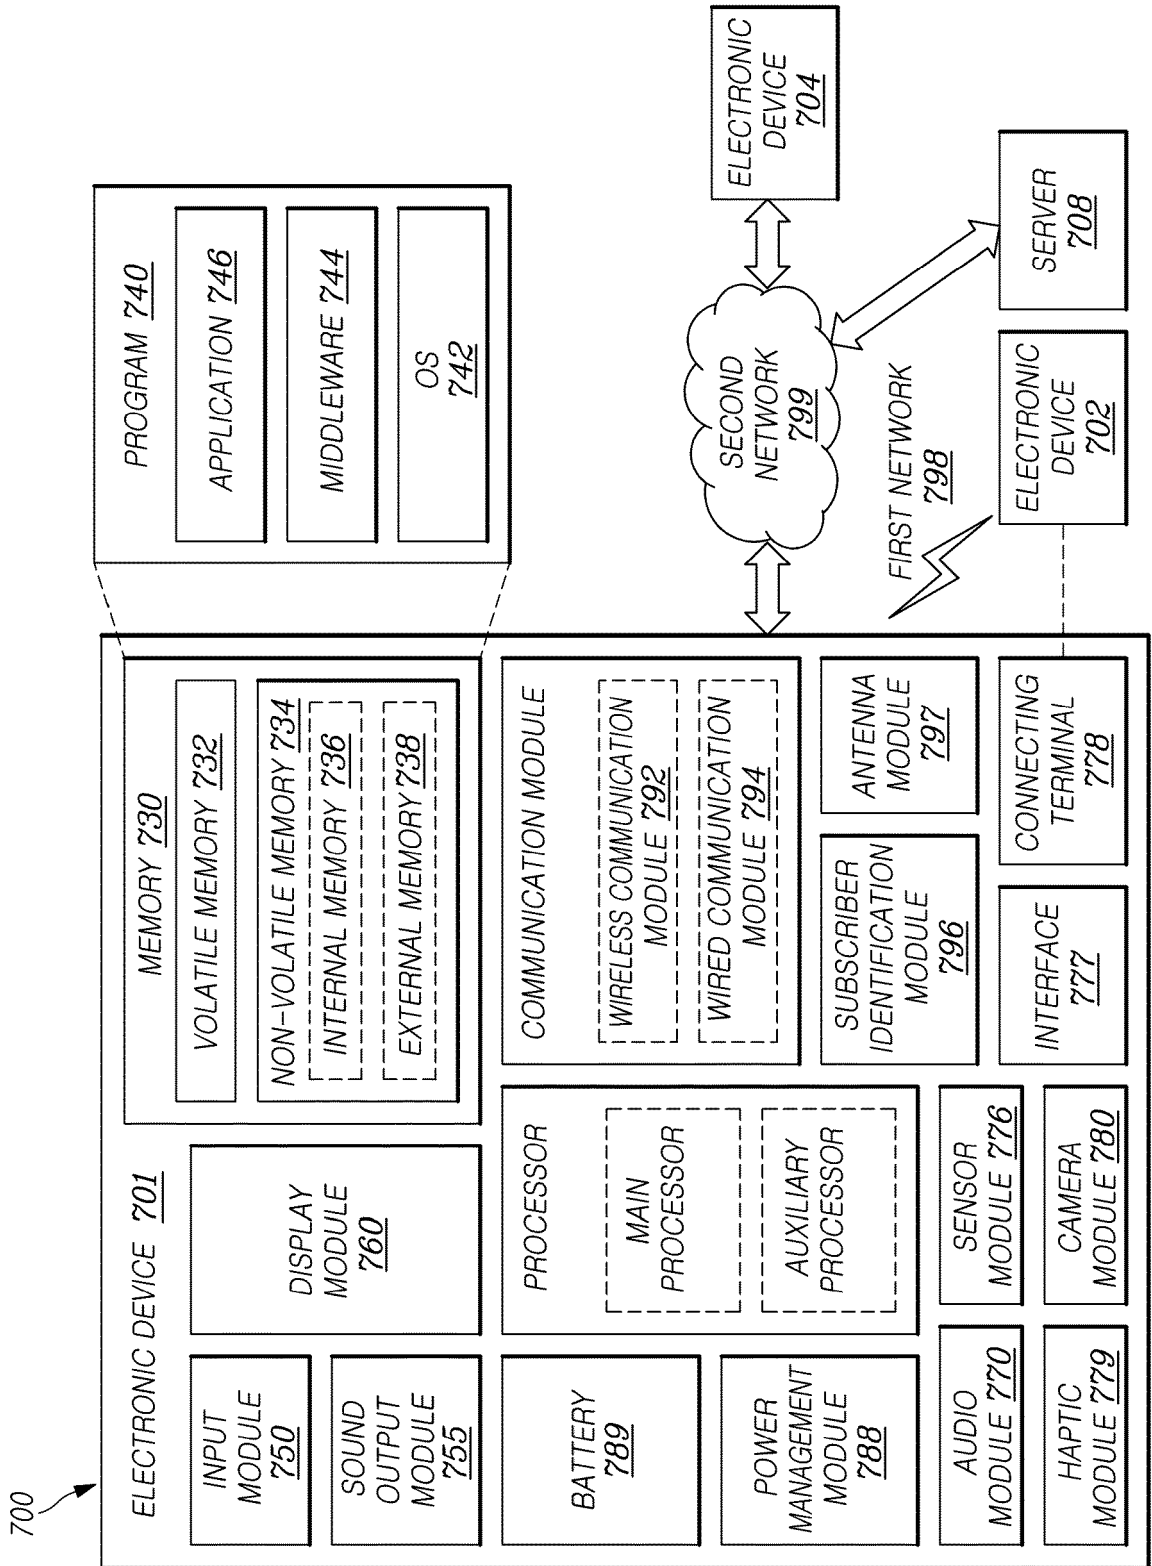 700
ELECTRONIC DEVICE 701
INPUT
MODULE
750
SOUND
OUTPUT
MODULE
755
DISPLAY
MODULE
760
MEMORY 730
VOLATILE MEMORY 732
NON-VOLATILE MEMORY 734
INTERNAL MEMORY 736
EXTERNAL MEMORY 738
PROGRAM 740
APPLICATION 746
MIDDLEWARE 744
OS
742
BATTERY
789
POWER
MANAGEMENT
MODULE
788
PROCESSOR
MAIN
PROCESSOR
AUXILIARY
PROCESSOR
COMMUNICATION MODULE
WIRELESS COMMUNICATION
MODULE 792
WIRED COMMUNICATION
MODULE 794
SECOND
NETWORK
799
ELECTRONIC
DEVICE
704
SUBSCRIBER
IDENTIFICATION
MODULE
796
ANTENNA
MODULE
797
FIRST NETWORK
798
AUDIO
MODULE 770
SENSOR
MODULE 776
HAPTIC
MODULE 779
CAMERA
MODULE 780
INTERFACE
777
CONNECTING
TERMINAL
778
ELECTRONIC
DEVICE
702
SERVER
708